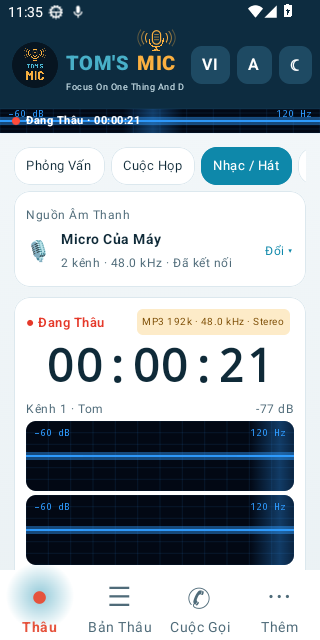 11:35
TOM'S MIC
TOM'S MIC
Focus On One Thing And D
VI
A
-60 dB
120 Hz
Đang Thâu · 00:00:21
Phỏng Vấn
Cuộc Họp
Nhạc / Hát
Nguồn Âm Thanh
Micro Của Máy
2 kênh · 48.0 kHz · Đã kết nối
Đổi
Đang Thâu
MP3 192k · 48.0 kHz · Stereo
00:00:21
Kênh 1 · Tom
-77 dB
-60 dB
120 Hz
-60 dB
120 Hz
Thâu
Bản Thâu
Cuộc Gọi
Thêm